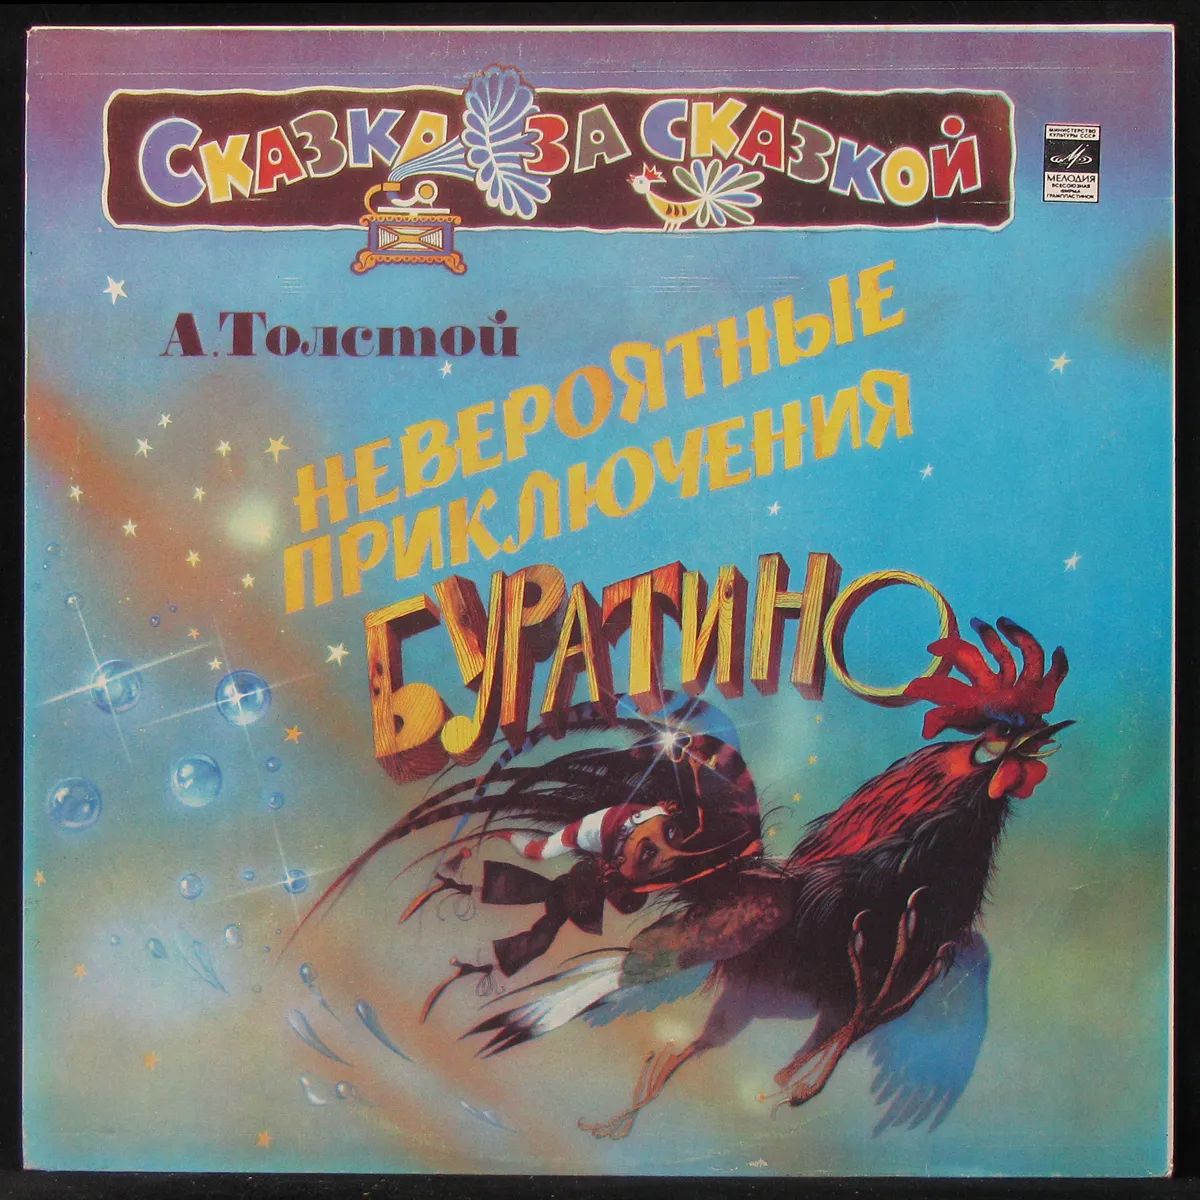 Сказка за сказкой
МИНИСТЕРСТВО
КУЛЬТУРЫ СССР
МЕЛОДИЯ
ВСЕСОЮЗНАЯ
ФИРМА
ГРАМПЛАСТИНОК
А.Толстой
НЕВЕРОЯТНЫЕ
ПРИКЛЮЧЕНИЯ
БУРАТИНО